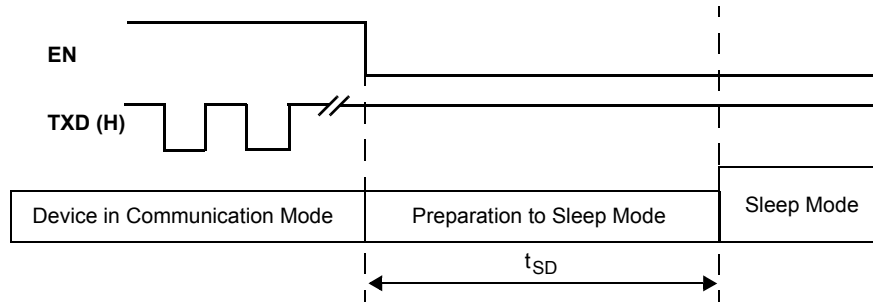 EN
TXD (H)
Device in Communication Mode
Preparation to Sleep Mode
Sleep Mode
tSD